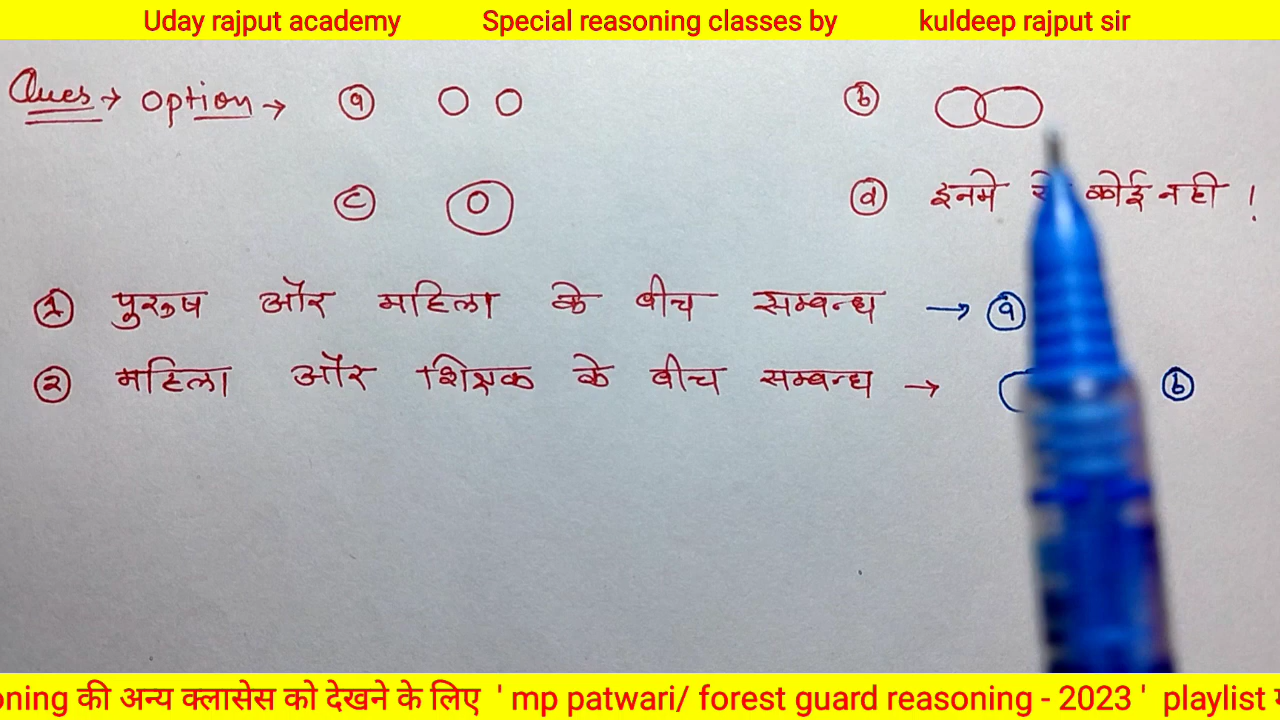 Uday rajput academy Special reasoning classes by kuldeep rajput sir
Ques → option → (a) (b)
(c) (d) इनमे से कोई नही !
(1) पुरूष और महिला के बीच सम्बन्ध → (a)
(2) महिला और शिक्षक के बीच सम्बन्ध → (b)
oning की अन्य क्लासेस को देखने के लिए ' mp patwari/ forest guard reasoning - 2023 ' playlist